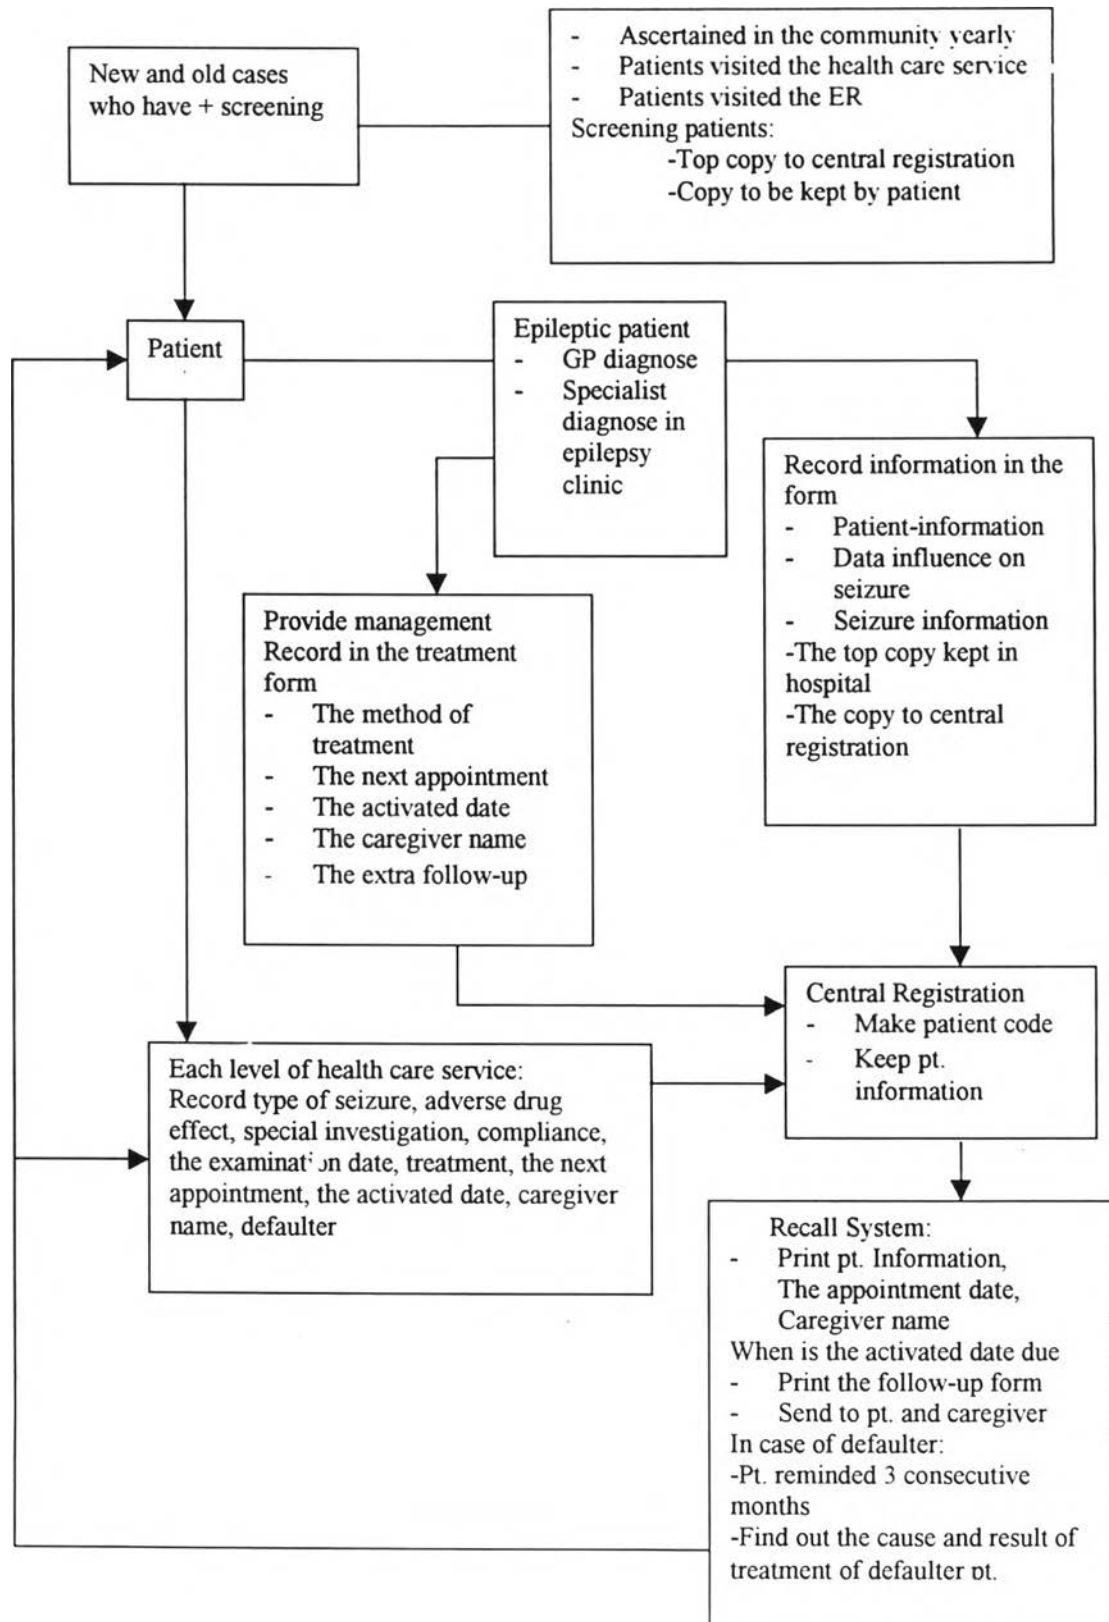 New and old cases
who have + screening
- Ascertained in the community yearly
- Patients visited the health care service
- Patients visited the ER
Screening patients:
-Top copy to central registration
-Copy to be kept by patient
Patient
Epileptic patient
- GP diagnose
- Specialist
diagnose in
epilepsy
clinic
Record information in the
form
- Patient-information
- Data influence on
seizure
- Seizure information
-The top copy kept in
hospital
-The copy to central
registration
Provide management
Record in the treatment
form
- The method of
treatment
- The next appointment
- The activated date
- The caregiver name
- The extra follow-up
Central Registration
- Make patient code
- Keep pt.
information
Each level of health care service:
Record type of seizure, adverse drug
effect, special investigation, compliance,
the examination date, treatment, the next
appointment, the activated date, caregiver
name, defaulter
Recall System:
- Print pt. Information,
The appointment date,
Caregiver name
When is the activated date due
- Print the follow-up form
- Send to pt. and caregiver
In case of defaulter:
-Pt. reminded 3 consecutive
months
-Find out the cause and result of
treatment of defaulter pt.